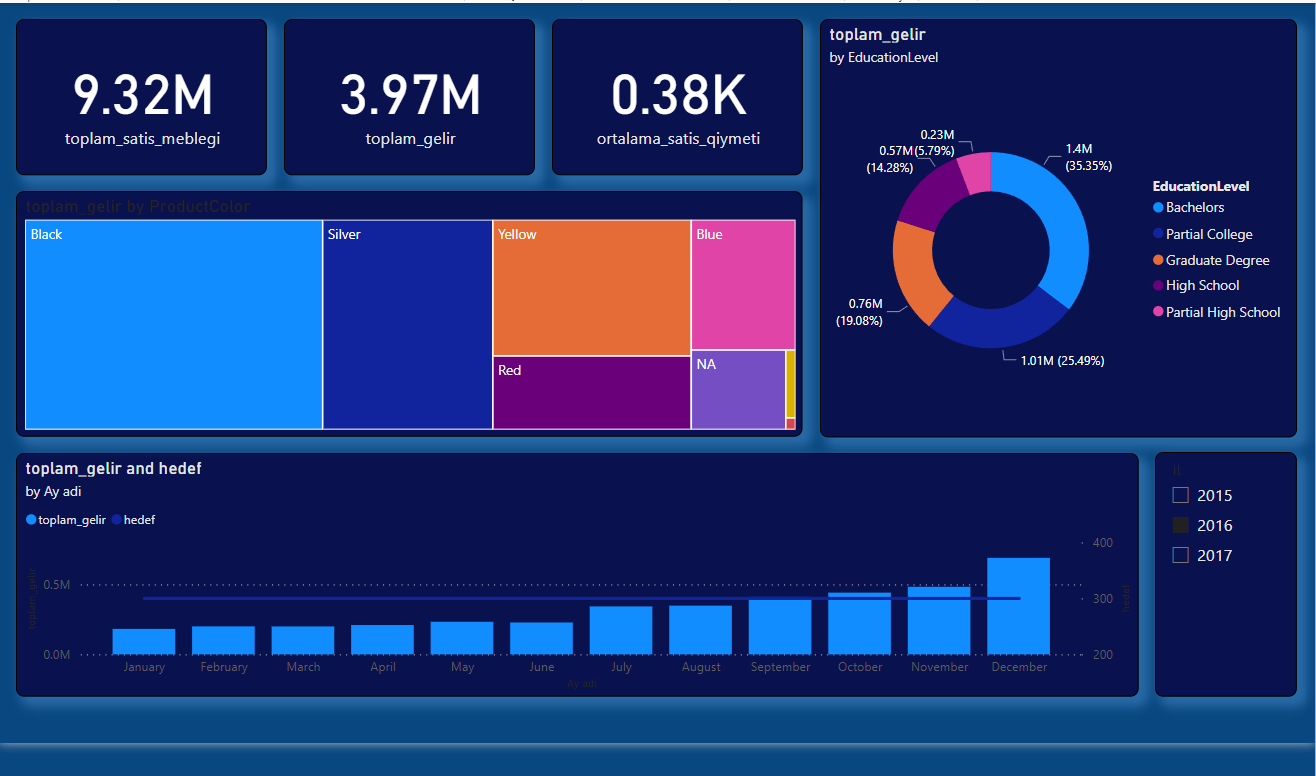 9.32M
toplam_satis_meblegi
3.97M
toplam_gelir
0.38K
ortalama_satis_qiymeti
toplam_gelir
by EducationLevel
0.23M
(5.79%)
0.57M
(14.28%)
1.4M
(35.35%)
0.76M
(19.08%)
1.01M (25.49%)
EducationLevel
Bachelors
Partial College
Graduate Degree
High School
Partial High School
toplam_gelir by ProductColor
Black
Silver
Yellow
Red
Blue
NA
toplam_gelir and hedef
by Ay adi
toplam_gelir
hedef
toplam_gelir
0.5M
0.0M
400
300
200
hedef
January
February
March
April
May
June
July
August
September
October
November
December
Ay adi
il
2015
2016
2017